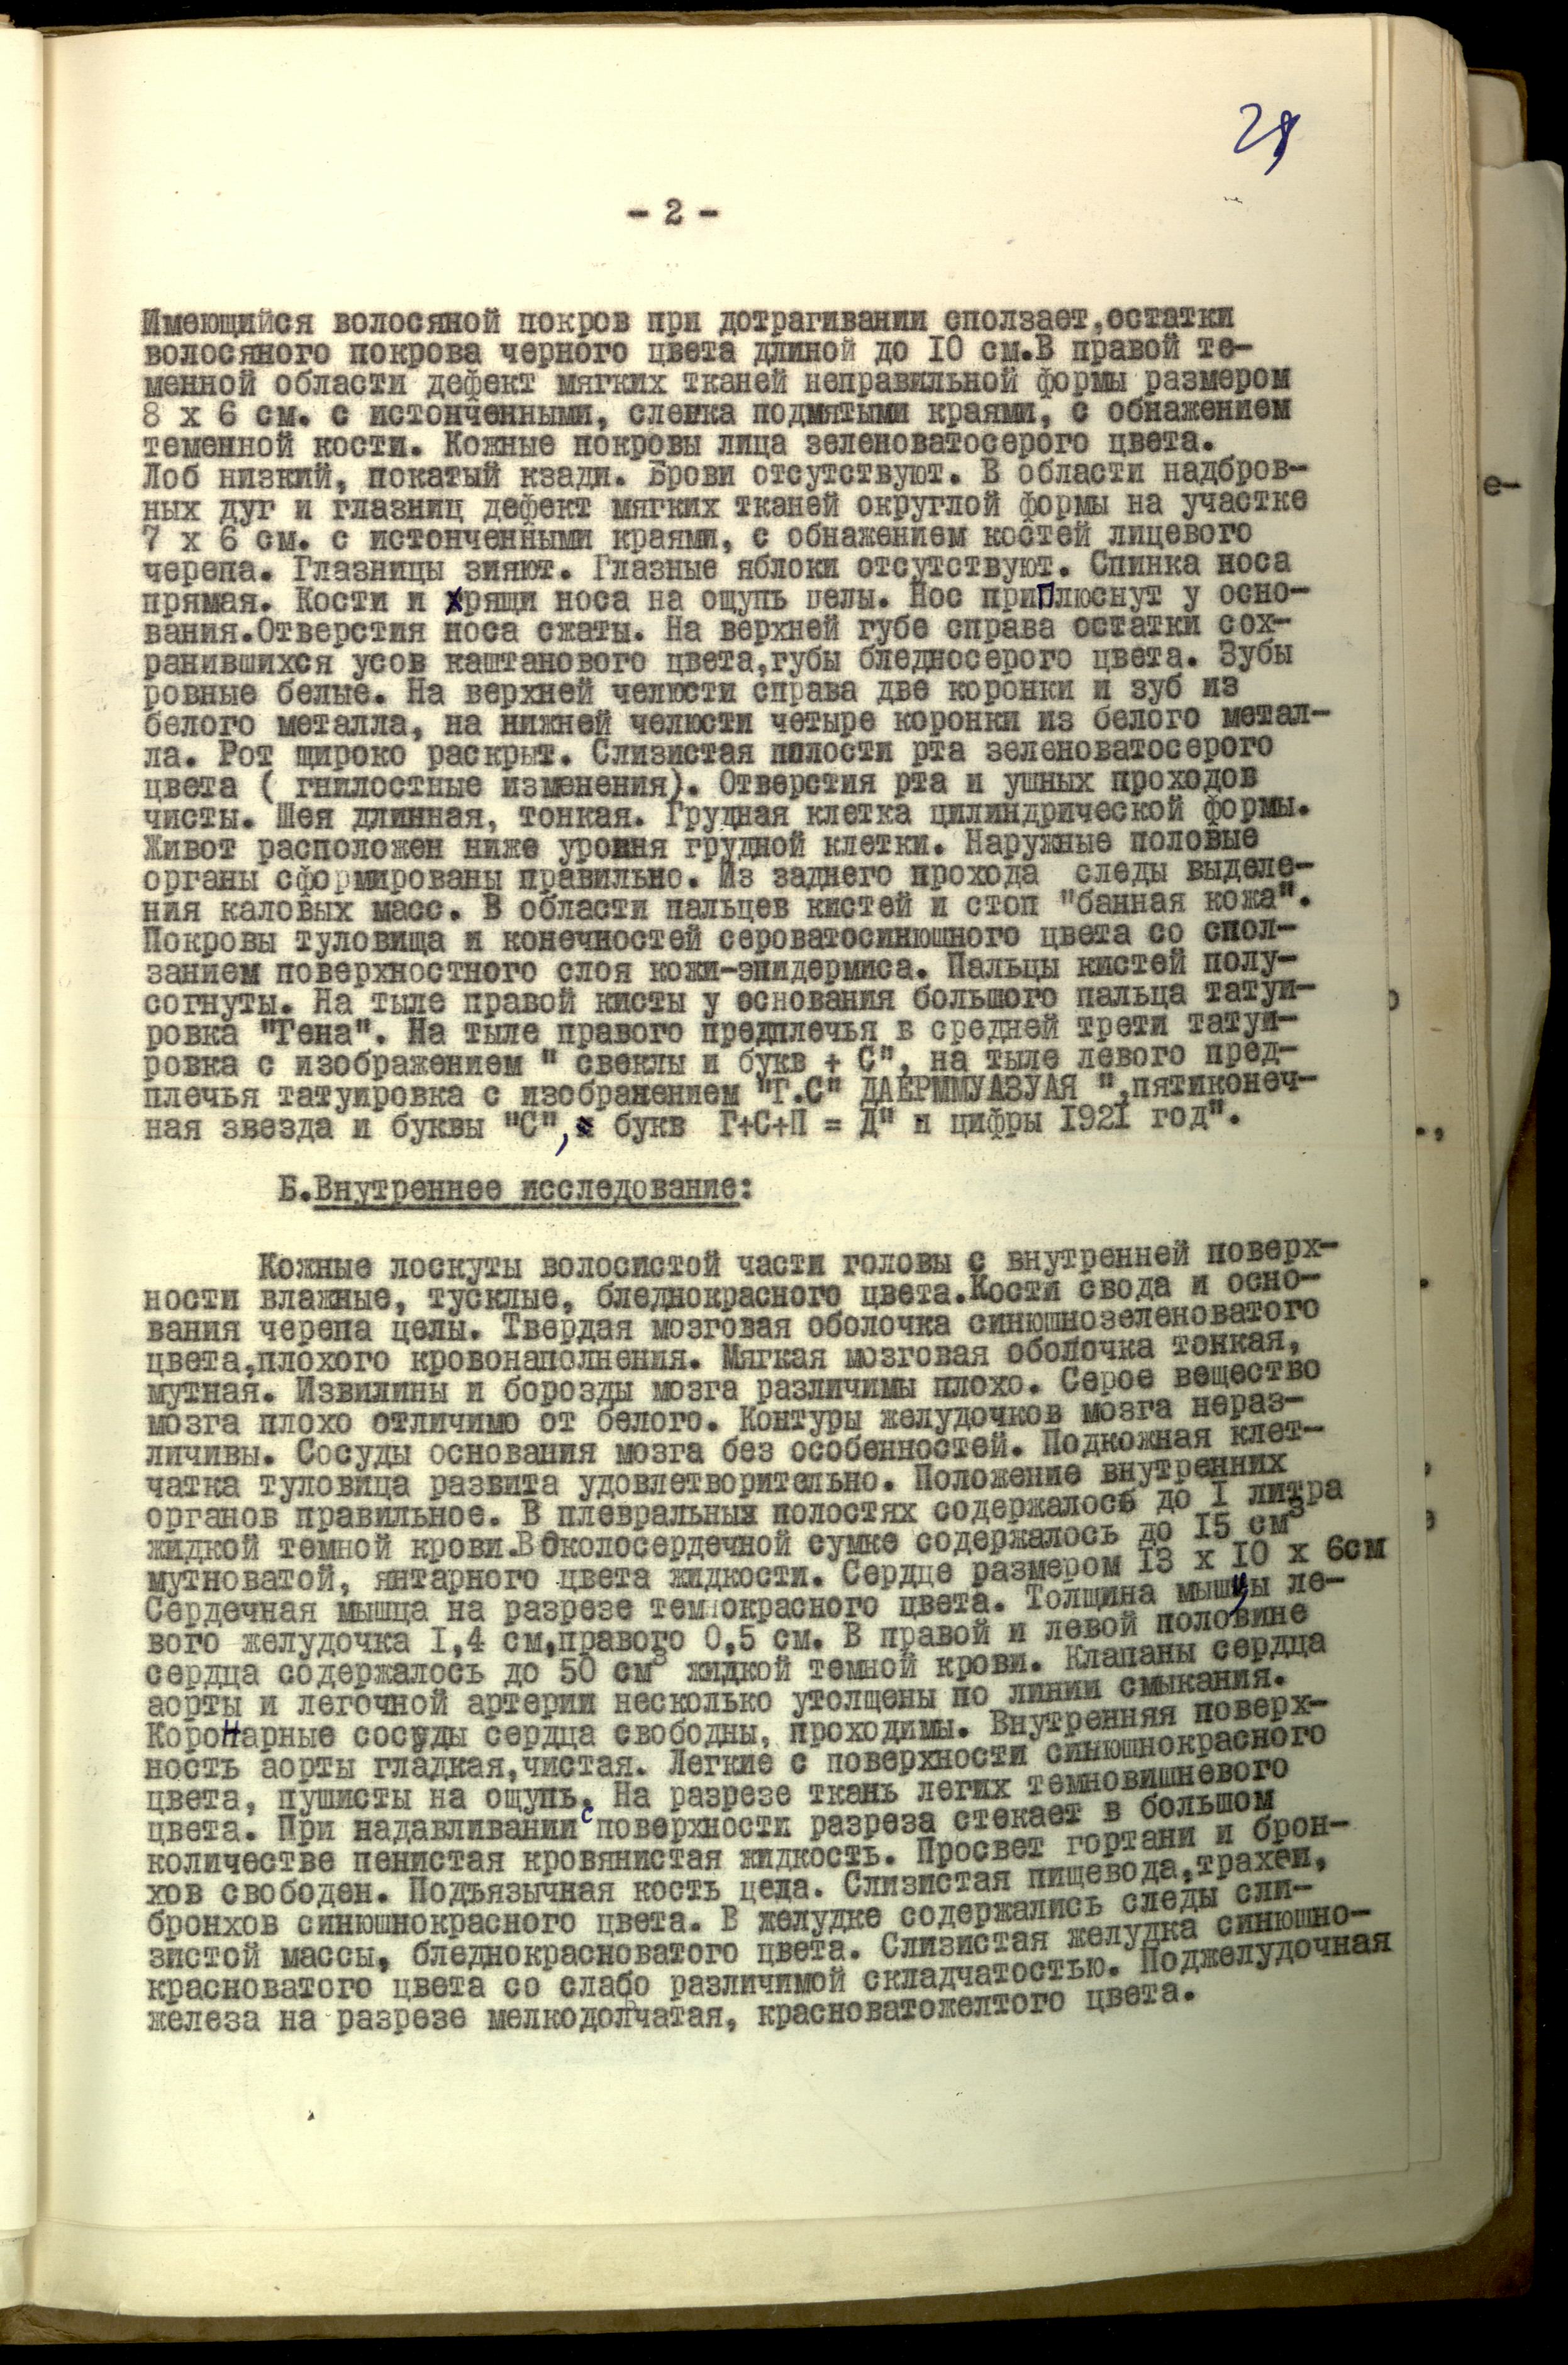 - 2 -
Имеющийся волосяной покров при дотрагивании сползает,остатки
волосяного покрова черного цвета длиной до 10 см.В правой те-
менной области дефект мягких тканей неправильной формы размером
8 х 6 см. с истонченными, слегка подмятыми краями, с обнажением
теменной кости. Кожные покровы лица зеленоватосерого цвета.
Лоб низкий, покатый кзади. Брови отсутствуют. В области надбров-
ных дуг и глазниц дефект мягких тканей округлой формы на участке
7 х 6 см. с истонченными краями, с обнажением костей лицевого
черепа. Глазницы зияют. Глазные яблоки отсутствуют. Спинка носа
прямая. Кости и хрящи носа на ощупь целы. Нос приплюснут у осно-
вания.Отверстия носа сжаты. На верхней губе справа остатки сох-
ранившихся усов каштанового цвета,губы бледносерого цвета. Зубы
ровные белые. На верхней челюсти справа две коронки и зуб из
белого металла, на нижней челюсти четыре коронки из белого метал-
ла. Рот широко раскрыт. Слизистая полости рта зеленоватосерого
цвета ( гнилостные изменения). Отверстия рта и ушных проходов
чисты. Шея длинная, тонкая. Грудная клетка цилиндрической формы.
Живот расположен ниже уровня грудной клетки. Наружные половые
органы сформированы правильно. Из заднего прохода следы выделе-
ния каловых масс. В области пальцев кистей и стоп "банная кожа".
Покровы туловища и конечностей сероватосинюшного цвета со спол-
занием поверхностного слоя кожи-эпидермиса. Пальцы кистей полу-
согнуты. На тыле правой кисты у основания большого пальца татуи-
ровка "Гена". На тыле правого предплечья в средней трети татуи-
ровка с изображением " свеклы и букв + С", на тыле левого пред-
плечья татуировка с изображением "Г.С" ДАЕРММУАЗУАЯ ",пятиконеч-
ная звезда и буквы "С", букв Г+С+П = Д" и цифры 1921 год".
Б.Внутреннее исследование:
Кожные лоскуты волосистой части головы с внутренней поверх-
ности влажные, тусклые, бледнокрасного цвета.Кости свода и осно-
вания черепа целы. Твердая мозговая оболочка синюшнозеленоватого
цвета,плохого кровонаполнения. Мягкая мозговая оболочка тонкая,
мутная. Извилины и борозды мозга различимы плохо. Серое вещество
мозга плохо отличимо от белого. Контуры желудочков мозга нераз-
личивы. Сосуды основания мозга без особенностей. Подкожная клет-
чатка туловица развита удовлетворительно. Положение внутренних
органов правильное. В плевральных полостях содержалось до 1 литра
жидкой темной крови.В околосердечной сумке содержалось до 15 см³
мутноватой, янтарного цвета жидкости. Сердце размером 13 х 10 х 6см
Сердечная мышца на разрезе темнокрасного цвета. Толщина мышцы ле-
вого желудочка 1,4 см,правого 0,5 см. В правой и левой половине
сердца содержалось до 50 см³ жидкой темной крови. Клапаны сердца
аорты и легочной артерии несколько утолщены по линии смыкания.
Коронарные сосуды сердца свободны, проходимы. Внутренняя поверх-
ность аорты гладкая,чистая. Легкие с поверхности синюшнокрасного
цвета, пушисты на ощупь. На разрезе ткань легих темновишневого
цвета. При надавливании с поверхности разреза стекает в большом
количестве пенистая кровянистая жидкость. Просвет гортани и брон-
хов свободен. Подъязычная кость цела. Слизистая пищевода,трахеи,
бронхов синюшнокрасного цвета. В желудке содержались следы сли-
зистой массы, бледнокрасноватого цвета. Слизистая желудка синюшно-
красноватого цвета со слабо различимой складчатостью. Поджелудочная
железа на разрезе мелкодолчатая, красноватожелтого цвета.